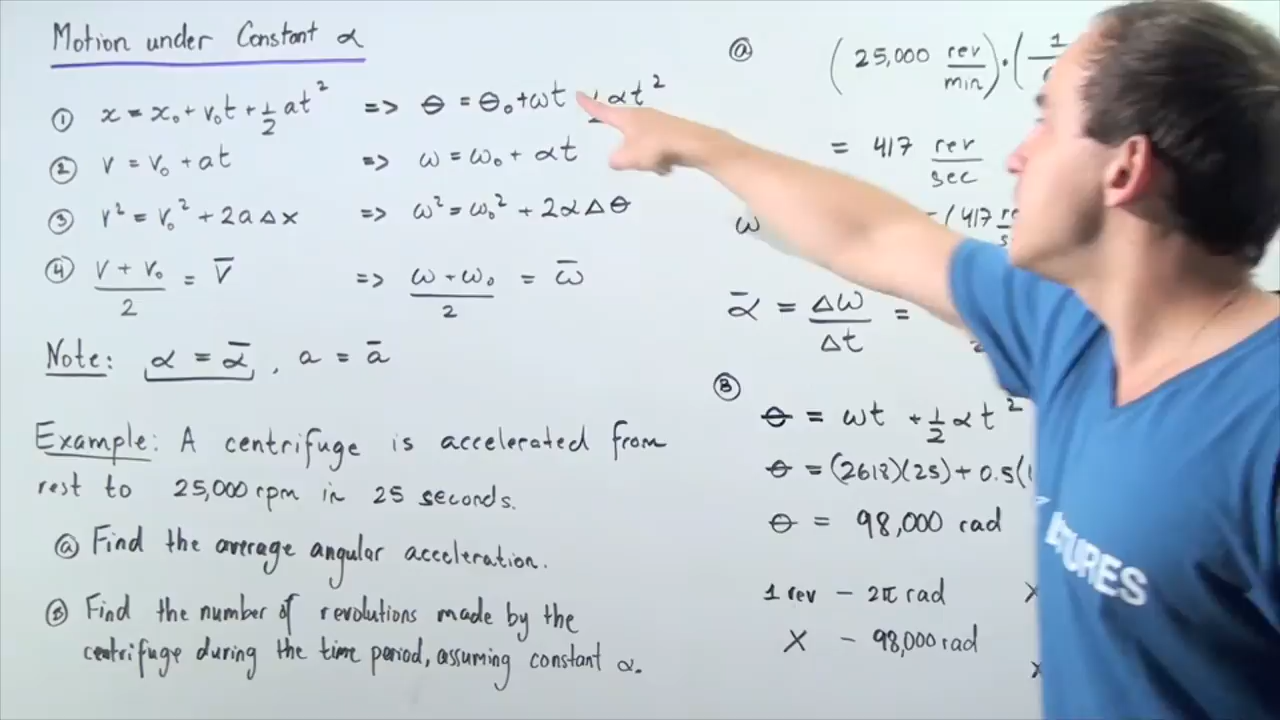 Motion under Constant α
① x = x₀ + v₀t + ½at² => θ = θ₀ + ωt αt²
② v = v₀ + at => ω = ω₀ + αt
③ v² = v₀² + 2aΔx => ω² = ω₀² + 2αΔθ
④ (v + v₀)/2 = v̄ => (ω + ω₀)/2 = ω̄
Note: α = ᾱ, a = ā
Example: A centrifuge is accelerated from
rest to 25,000 rpm in 25 seconds.
ⓐ Find the average angular acceleration.
Ⓑ Find the number of revolutions made by the
centrifuge during the time period, assuming constant α.
ⓐ (25,000 rev/min)·(1
= 417 rev/sec
ω (417
ᾱ = Δω/Δt =
Ⓑ θ = ωt + ½αt²
θ = (2618)(25) + 0.5(
θ = 98,000 rad
1 rev – 2π rad
X – 98,000 rad
TURES